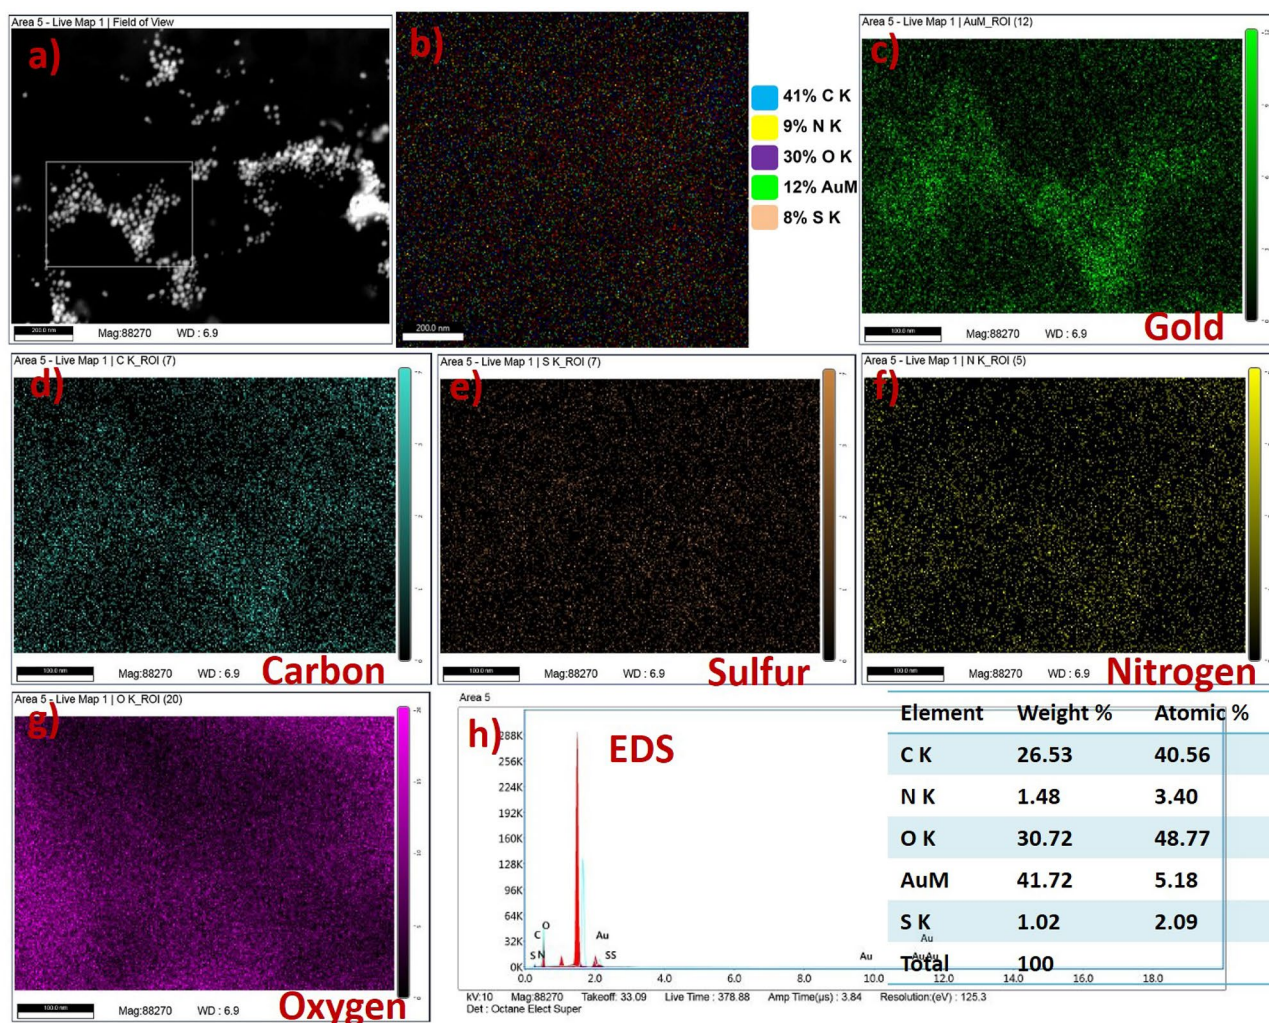 Area 5 - Live Map 1 | Field of View
a)
200.0 nm
Mag:88270 WD : 6.9
b)
200.0 nm
41% C K
9% N K
30% O K
12% AuM
8% S K
Area 5 - Live Map 1 | AuM_ROI (12)
c)
100.0 nm
Mag:88270 WD : 6.9
Gold
Area 5 - Live Map 1 | C K_ROI (7)
d)
100.0 nm
Mag:88270 WD : 6.9
Carbon
Area 5 - Live Map 1 | S K_ROI (7)
e)
100.0 nm
Mag:88270 WD : 6.9
Sulfur
Area 5 - Live Map 1 | N K_ROI (5)
f)
100.0 nm
Mag:88270 WD : 6.9
Nitrogen
Area 5 - Live Map 1 | O K_ROI (20)
g)
100.0 nm
Mag:88270 WD : 6.9
Oxygen
Area 5
h)
EDS
288K
256K
224K
192K
160K
128K
96K
64K
32K
0K
C O
S N
Au
SS
Au
Au
AuAu
0.0 2.0 4.0 6.0 8.0 10.0 12.0 14.0 16.0 18.0
Element Weight % Atomic %
C K 26.53 40.56
N K 1.48 3.40
O K 30.72 48.77
AuM 41.72 5.18
S K 1.02 2.09
Total 100
kV:10 Mag:88270 Takeoff: 33.09 Live Time : 378.88 Amp Time(µs) : 3.84 Resolution:(eV) : 125.3
Det : Octane Elect Super